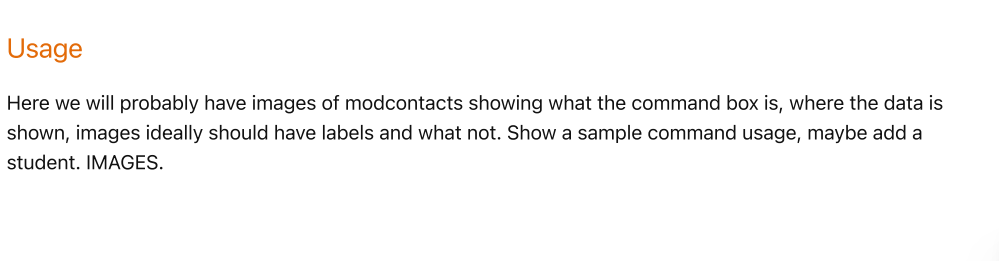 Usage
Here we will probably have images of modcontacts showing what the command box is, where the data is
shown, images ideally should have labels and what not. Show a sample command usage, maybe add a
student. IMAGES.